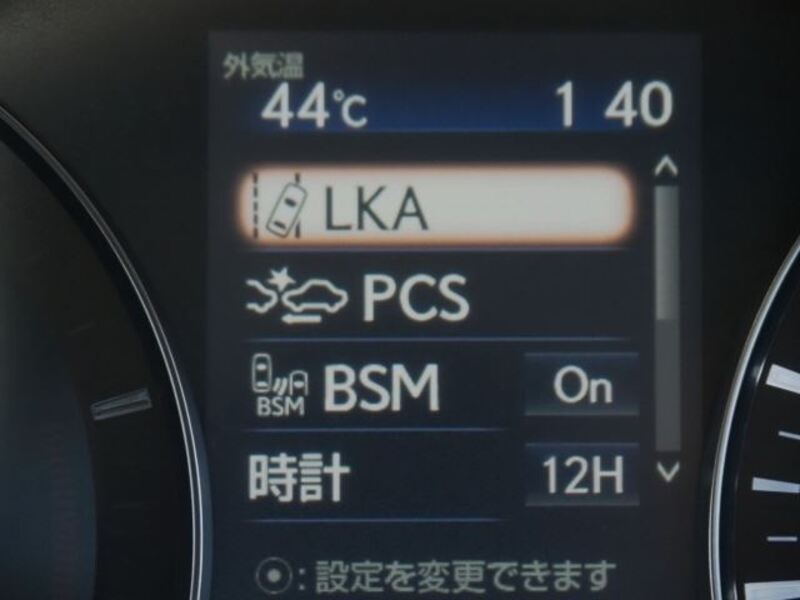 外気温
44℃ 1 40
LKA
PCS
BSM BSM On
時計 12H
⦿: 設定を変更できます